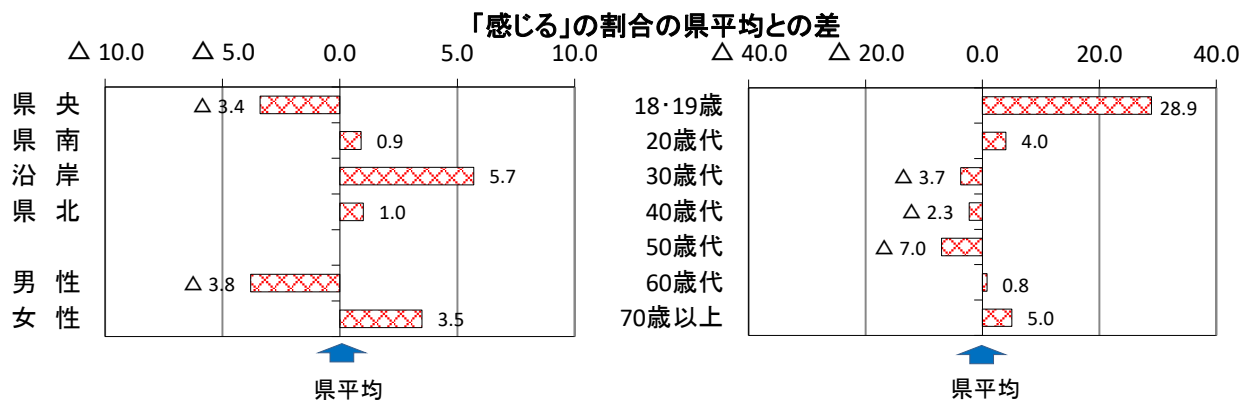 「感じる」の割合の県平均との差
△ 10.0 △ 5.0 0.0 5.0 10.0
県 央 △ 3.4
県 南 0.9
沿 岸 5.7
県 北 1.0
男 性 △ 3.8
女 性 3.5
県平均
△ 40.0 △ 20.0 0.0 20.0 40.0
18・19歳 28.9
20歳代 4.0
30歳代 △ 3.7
40歳代 △ 2.3
50歳代 △ 7.0
60歳代 0.8
70歳以上 5.0
県平均